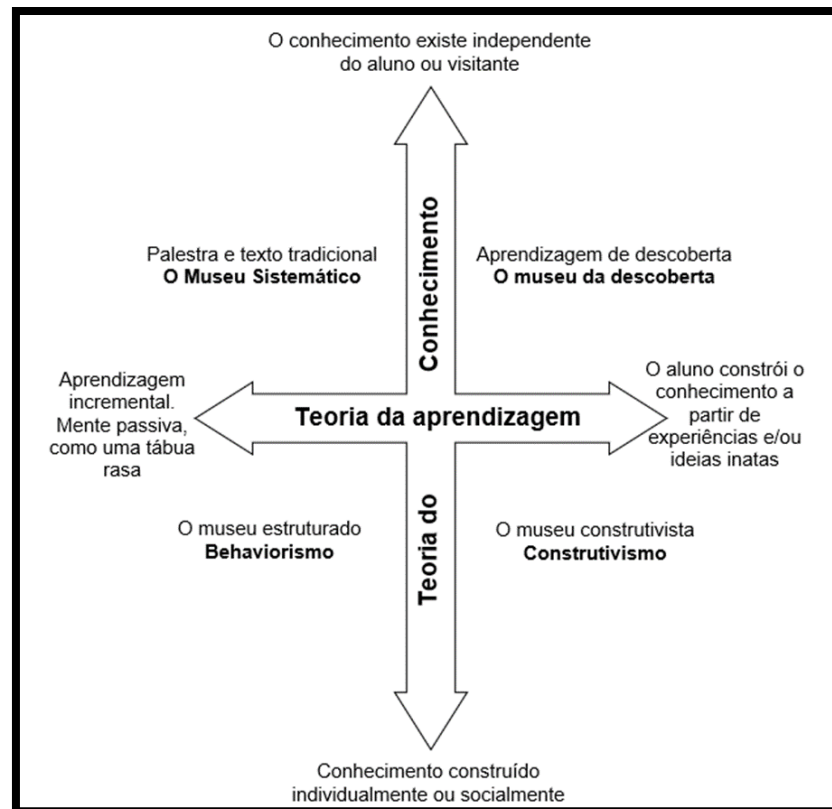 O conhecimento existe independente
do aluno ou visitante
Palestra e texto tradicional
O Museu Sistemático
Aprendizagem de descoberta
O museu da descoberta
Teoria do Conhecimento
Aprendizagem
incremental.
Mente passiva,
como uma tábua
rasa
Teoria da aprendizagem
O aluno constrói o
conhecimento a
partir de
experiências e/ou
ideias inatas
O museu estruturado
Behaviorismo
O museu construtivista
Construtivismo
Conhecimento construído
individualmente ou socialmente